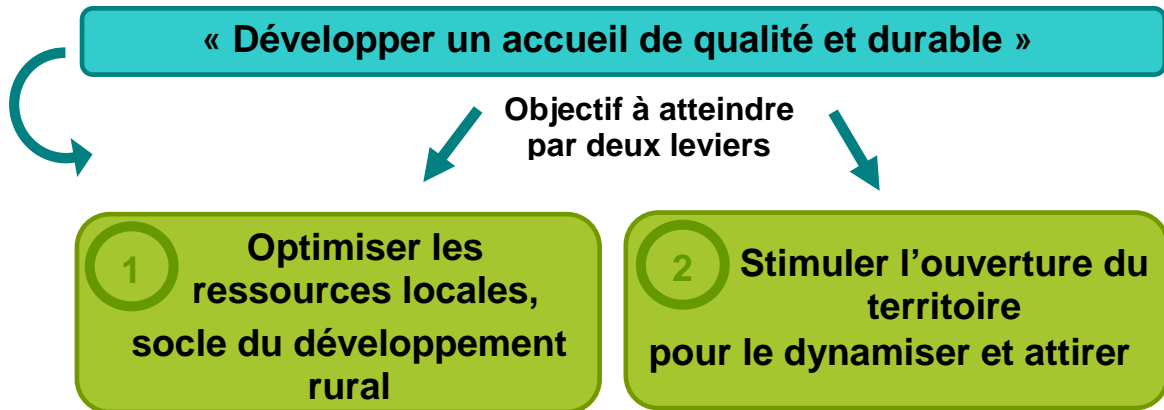 « Développer un accueil de qualité et durable »
Objectif à atteindre
par deux leviers
1
Optimiser les
ressources locales,
socle du développement
rural
2
Stimuler l’ouverture du
territoire
pour le dynamiser et attirer